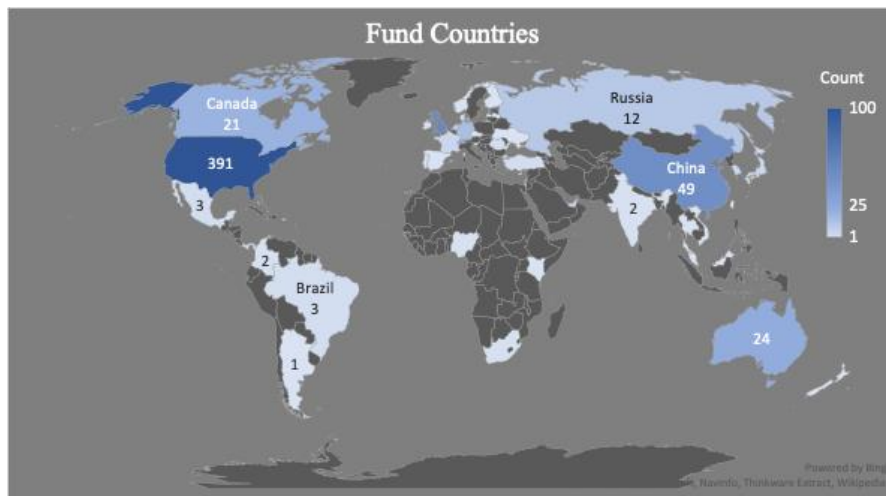 Fund Countries
Count
100
25
1
Canada
21
Russia
12
391
China
49
3
2
2
Brazil
3
24
1
Powered by Bing
Navinfo, Thinkware Extract, Wikipedia